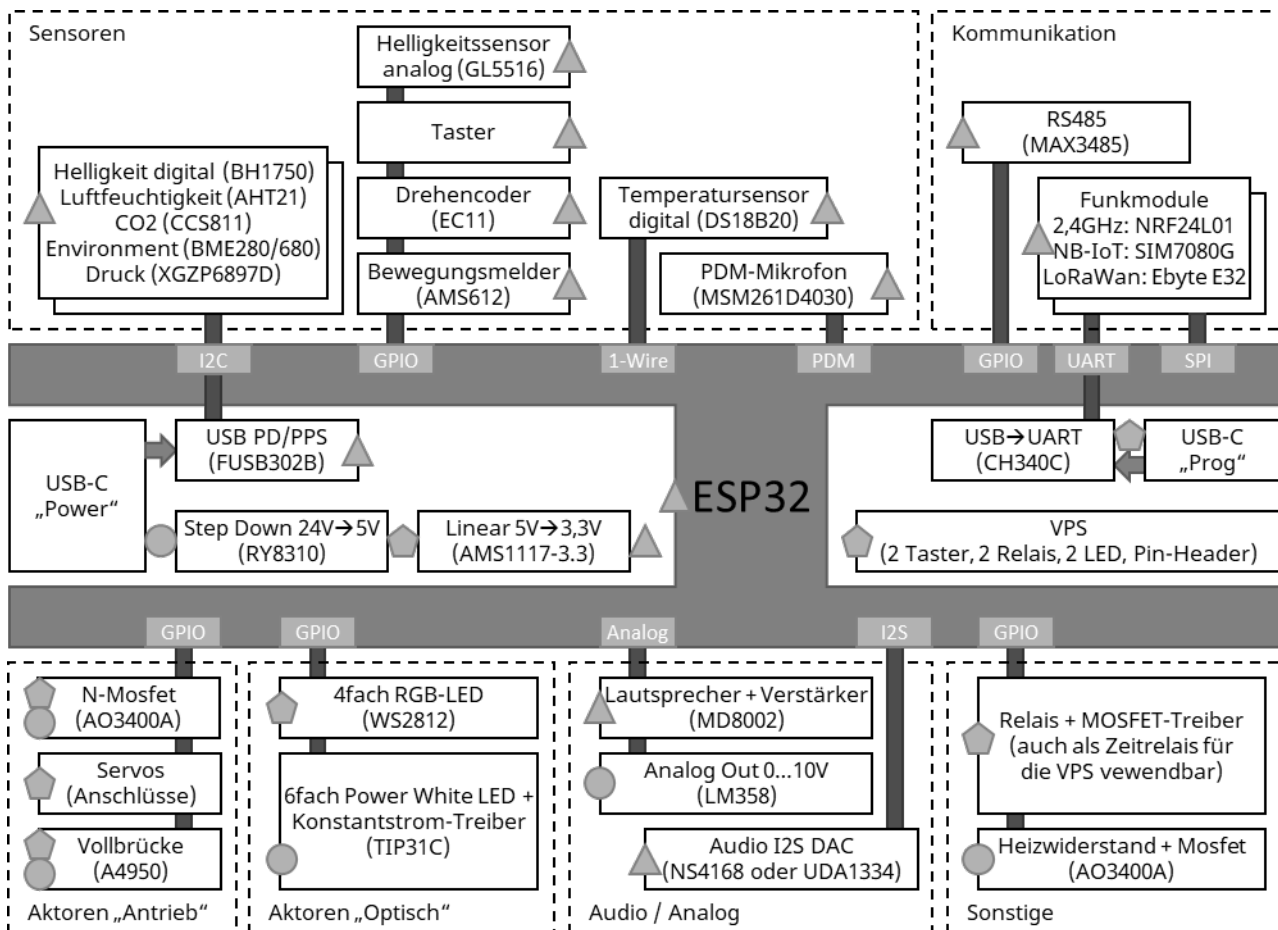 Sensoren
Helligkeitssensor
analog (GL5516)
Taster
Drehencoder
(EC11)
Bewegungsmelder
(AMS612)
Helligkeit digital (BH1750)
Luftfeuchtigkeit (AHT21)
CO2 (CCS811)
Environment (BME280/680)
Druck (XGZP6897D)
Temperatursensor
digital (DS18B20)
PDM-Mikrofon
(MSM261D4030)
Kommunikation
RS485
(MAX3485)
Funkmodule
2,4GHz: NRF24L01
NB-IoT: SIM7080G
LoRaWan: Ebyte E32
I2C
GPIO
1-Wire
PDM
GPIO
UART
SPI
USB-C
„Power“
USB PD/PPS
(FUSB302B)
Step Down 24V→5V
(RY8310)
Linear 5V→3,3V
(AMS1117-3.3)
ESP32
USB→UART
(CH340C)
USB-C
„Prog“
VPS
(2 Taster, 2 Relais, 2 LED, Pin-Header)
GPIO
GPIO
Analog
I2S
GPIO
N-Mosfet
(AO3400A)
Servos
(Anschlüsse)
Vollbrücke
(A4950)
Aktoren „Antrieb“
4fach RGB-LED
(WS2812)
6fach Power White LED +
Konstantstrom-Treiber
(TIP31C)
Aktoren „Optisch“
Lautsprecher + Verstärker
(MD8002)
Analog Out 0...10V
(LM358)
Audio I2S DAC
(NS4168 oder UDA1334)
Audio / Analog
Relais + MOSFET-Treiber
(auch als Zeitrelais für
die VPS vewendbar)
Heizwiderstand + Mosfet
(AO3400A)
Sonstige